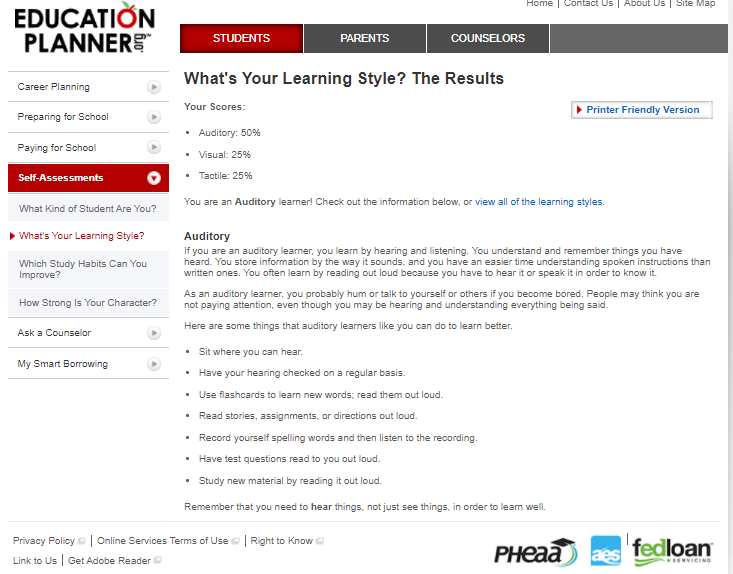 EDUCATION
PLANNER.org
Home | Contact Us | About Us | Site Map
STUDENTS PARENTS COUNSELORS
Career Planning
Preparing for School
Paying for School
Self-Assessments
What Kind of Student Are You?
What's Your Learning Style?
Which Study Habits Can You
Improve?
How Strong Is Your Character?
Ask a Counselor
My Smart Borrowing
What's Your Learning Style? The Results
Your Scores:
Printer Friendly Version
• Auditory: 50%
• Visual: 25%
• Tactile: 25%
You are an Auditory learner! Check out the information below, or view all of the learning styles.
Auditory
If you are an auditory learner, you learn by hearing and listening. You understand and remember things you have
heard. You store information by the way it sounds, and you have an easier time understanding spoken instructions than
written ones. You often learn by reading out loud because you have to hear it or speak it in order to know it.
As an auditory learner, you probably hum or talk to yourself or others if you become bored. People may think you are
not paying attention, even though you may be hearing and understanding everything being said.
Here are some things that auditory learners like you can do to learn better.
• Sit where you can hear.
• Have your hearing checked on a regular basis.
• Use flashcards to learn new words; read them out loud.
• Read stories, assignments, or directions out loud.
• Record yourself spelling words and then listen to the recording.
• Have test questions read to you out loud.
• Study new material by reading it out loud.
Remember that you need to hear things, not just see things, in order to learn well.
Privacy Policy | Online Services Terms of Use | Right to Know
Link to Us | Get Adobe Reader
PHEAA aes fedloan
SERVICING